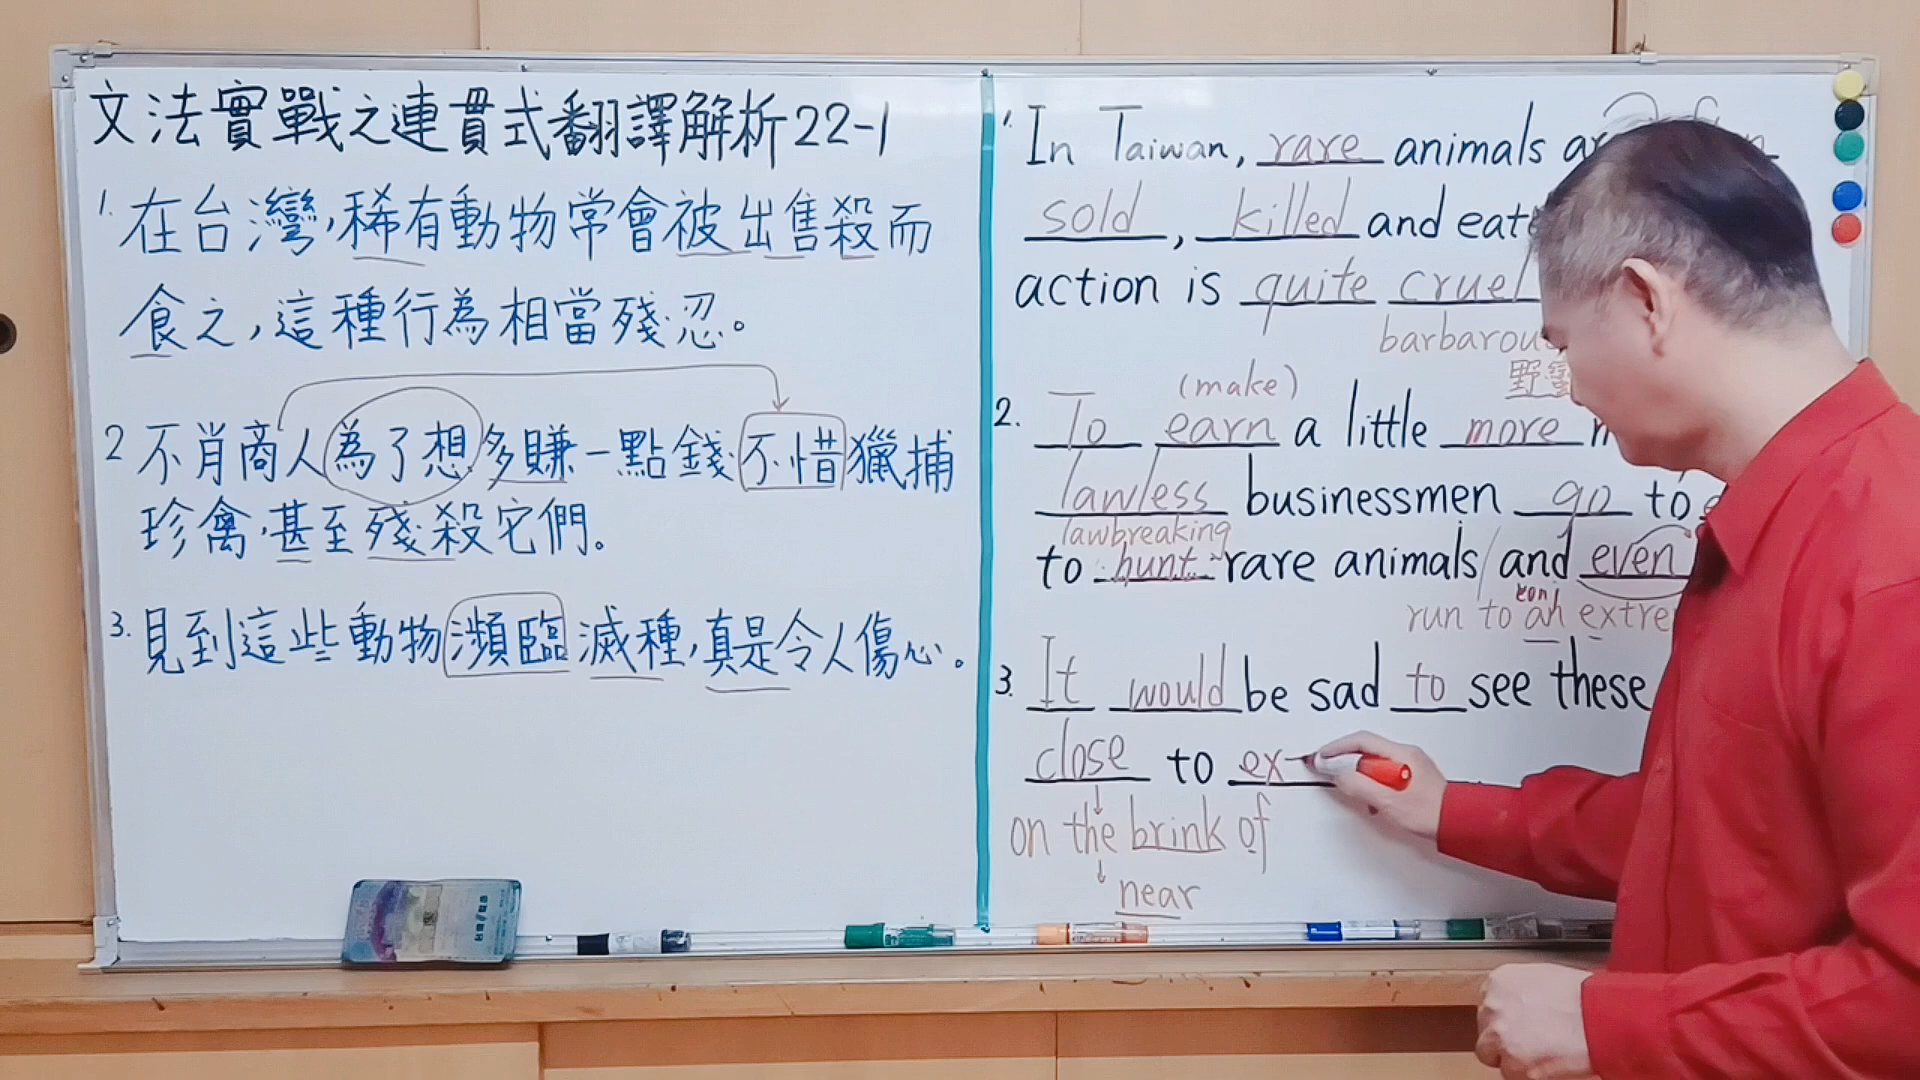 文法實戰之連貫式翻譯解析22-1
1. 在台灣,稀有動物常會被出售殺而
食之,這種行為相當殘忍。
2 不肖商人為了想多賺一點錢不惜獵捕
珍禽,甚至殘殺它們。
3. 見到這些動物瀕臨滅種,真是令人傷心。
1. In Taiwan, rare animals
sold, killed and
action is quite cruel
barbarou
野
(make)
2. To earn a little more
lawless businessmen go to
lawbreaking
to hunt rare animals and even
run to an extre
3. It would be sad to see these
close to ex
on the brink of
near